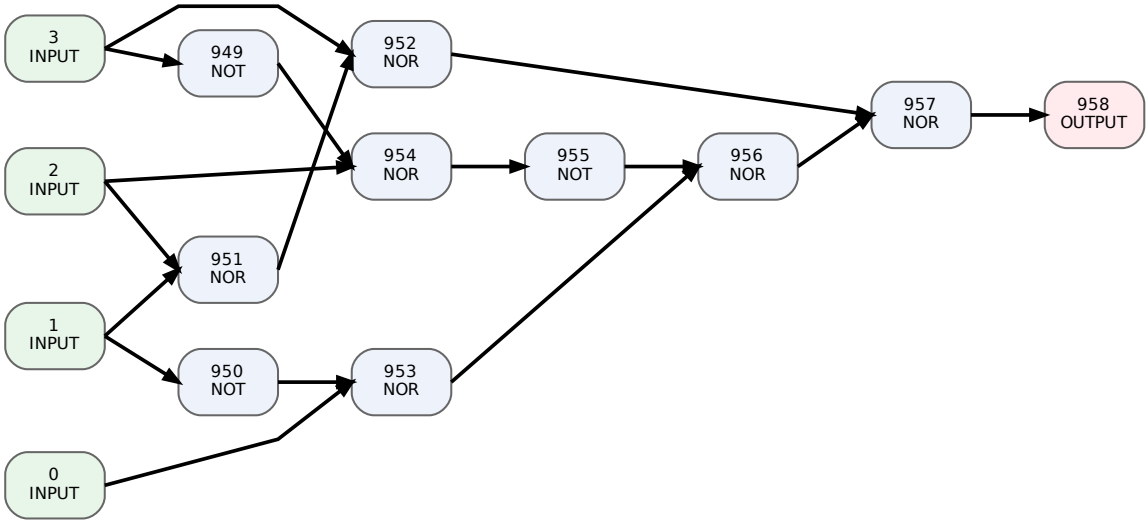 3
INPUT
949
NOT
952
NOR
957
NOR
958
OUTPUT
2
INPUT
954
NOR
955
NOT
956
NOR
951
NOR
1
INPUT
950
NOT
953
NOR
0
INPUT